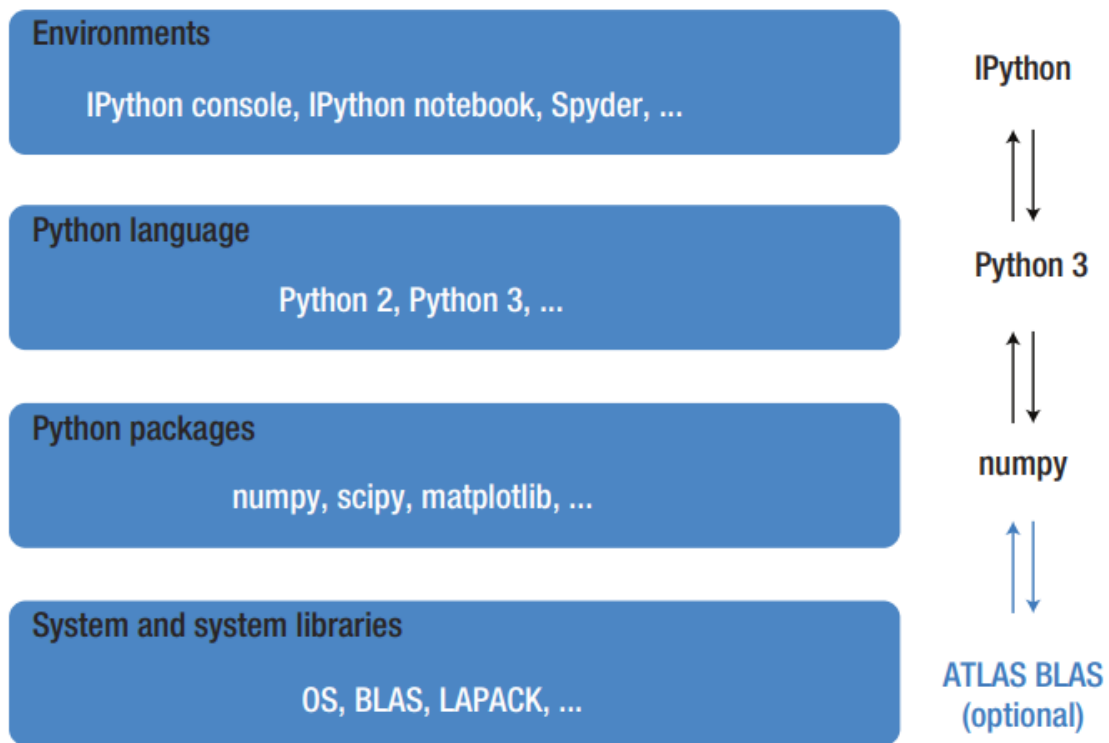 Environments
IPython console, IPython notebook, Spyder, ...
IPython
Python language
Python 2, Python 3, ...
Python 3
Python packages
numpy, scipy, matplotlib, ...
numpy
System and system libraries
OS, BLAS, LAPACK, ...
ATLAS BLAS
(optional)